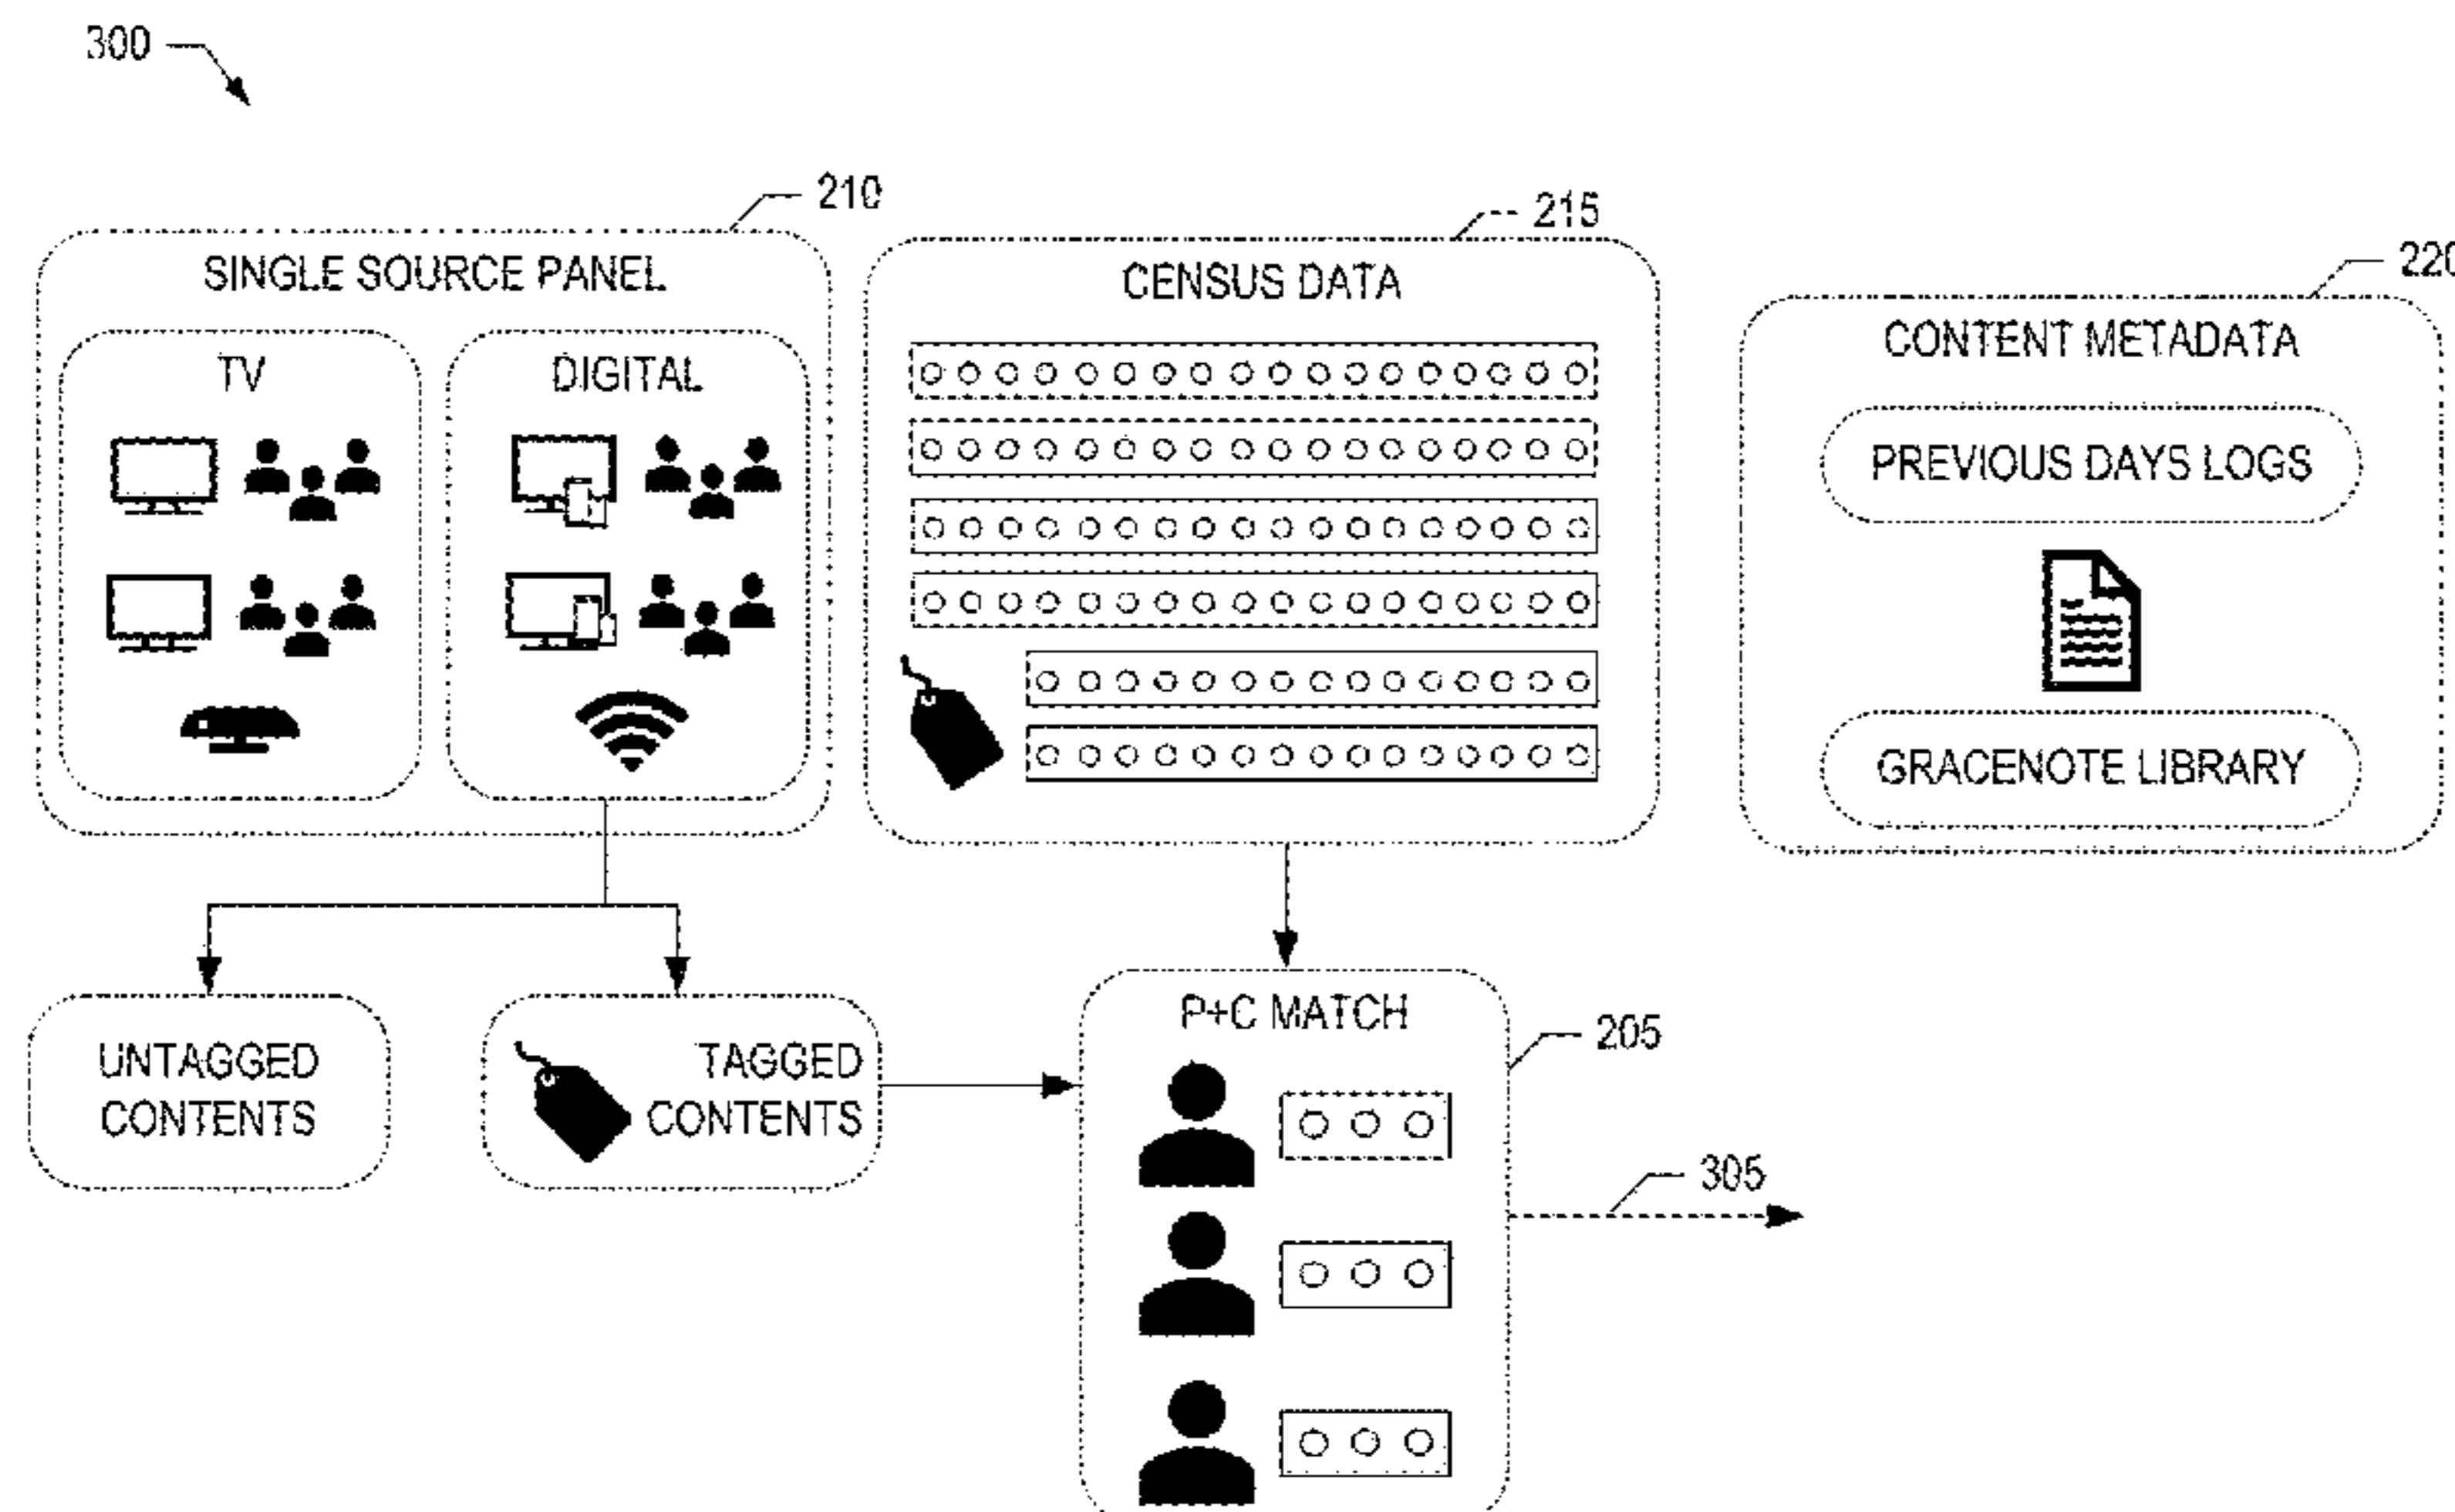 300
210
215
220
SINGLE SOURCE PANEL
TV
DIGITAL
CENSUS DATA
CONTENT METADATA
PREVIOUS DAYS LOGS
GRACENOTE LIBRARY
UNTAGGED
CONTENTS
TAGGED
CONTENTS
P+C MATCH
205
305